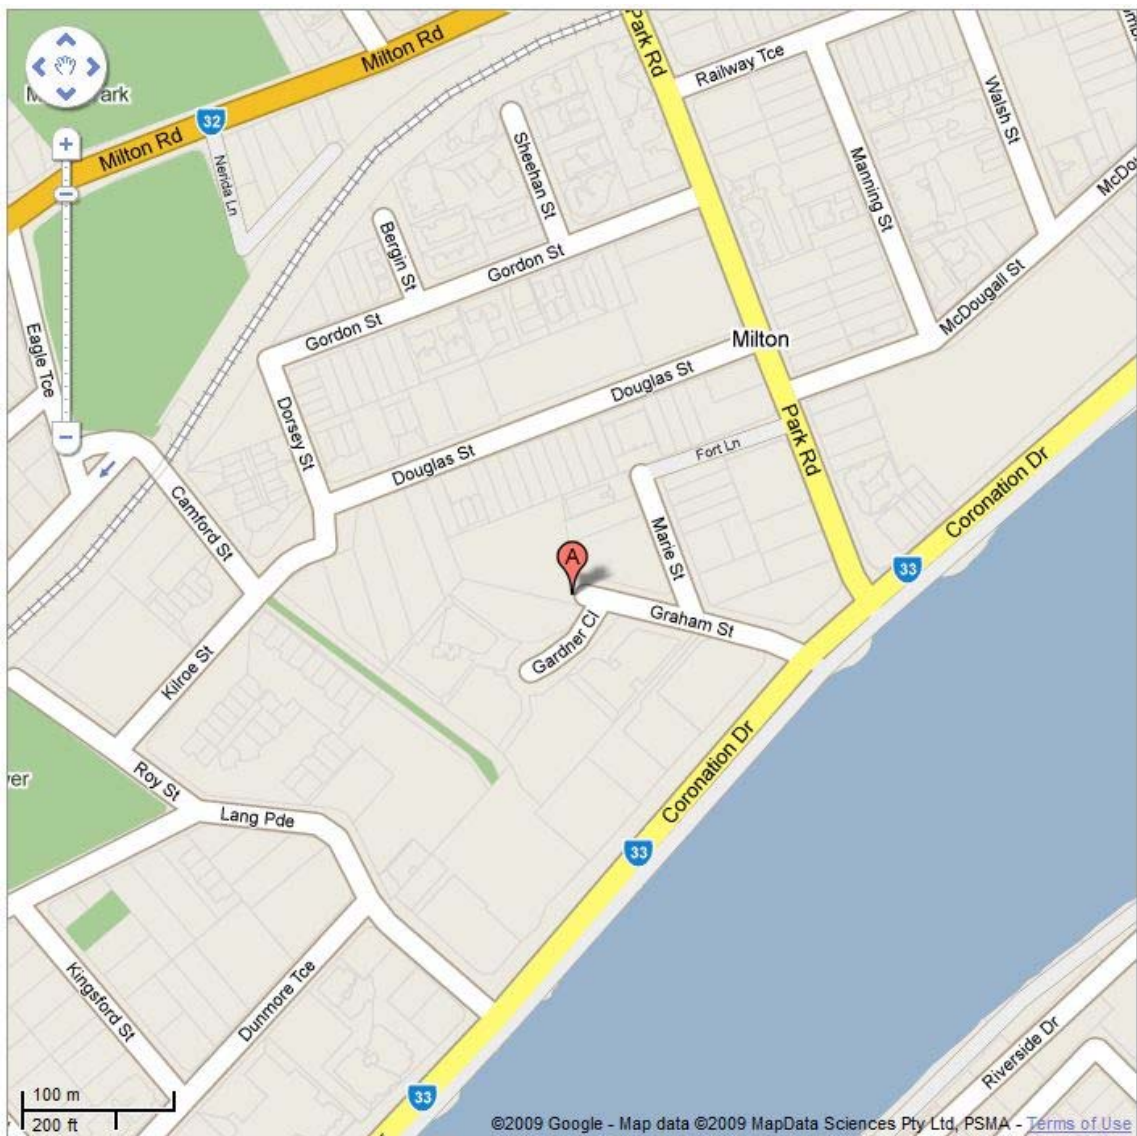 Park Rd
Milton Rd
Railway Tce
Walsh St
32
Milton Rd
Nerida Ln
Sheehan St
Manning St
Bergin St
Gordon St
McDougall St
Gordon St
Eagle Tce
Milton
Douglas St
Dorsey St
Park Rd
Fort Ln
Douglas St
Coronation Dr
Camford St
Marie St
A
33
Graham St
Gardner Cl
Kilroe St
Coronation Dr
Roy St
Lang Pde
33
Kingsford St
Dunmore Tce
Riverside Dr
33
100 m
200 ft
©2009 Google - Map data ©2009 MapData Sciences Pty Ltd, PSMA - Terms of Use